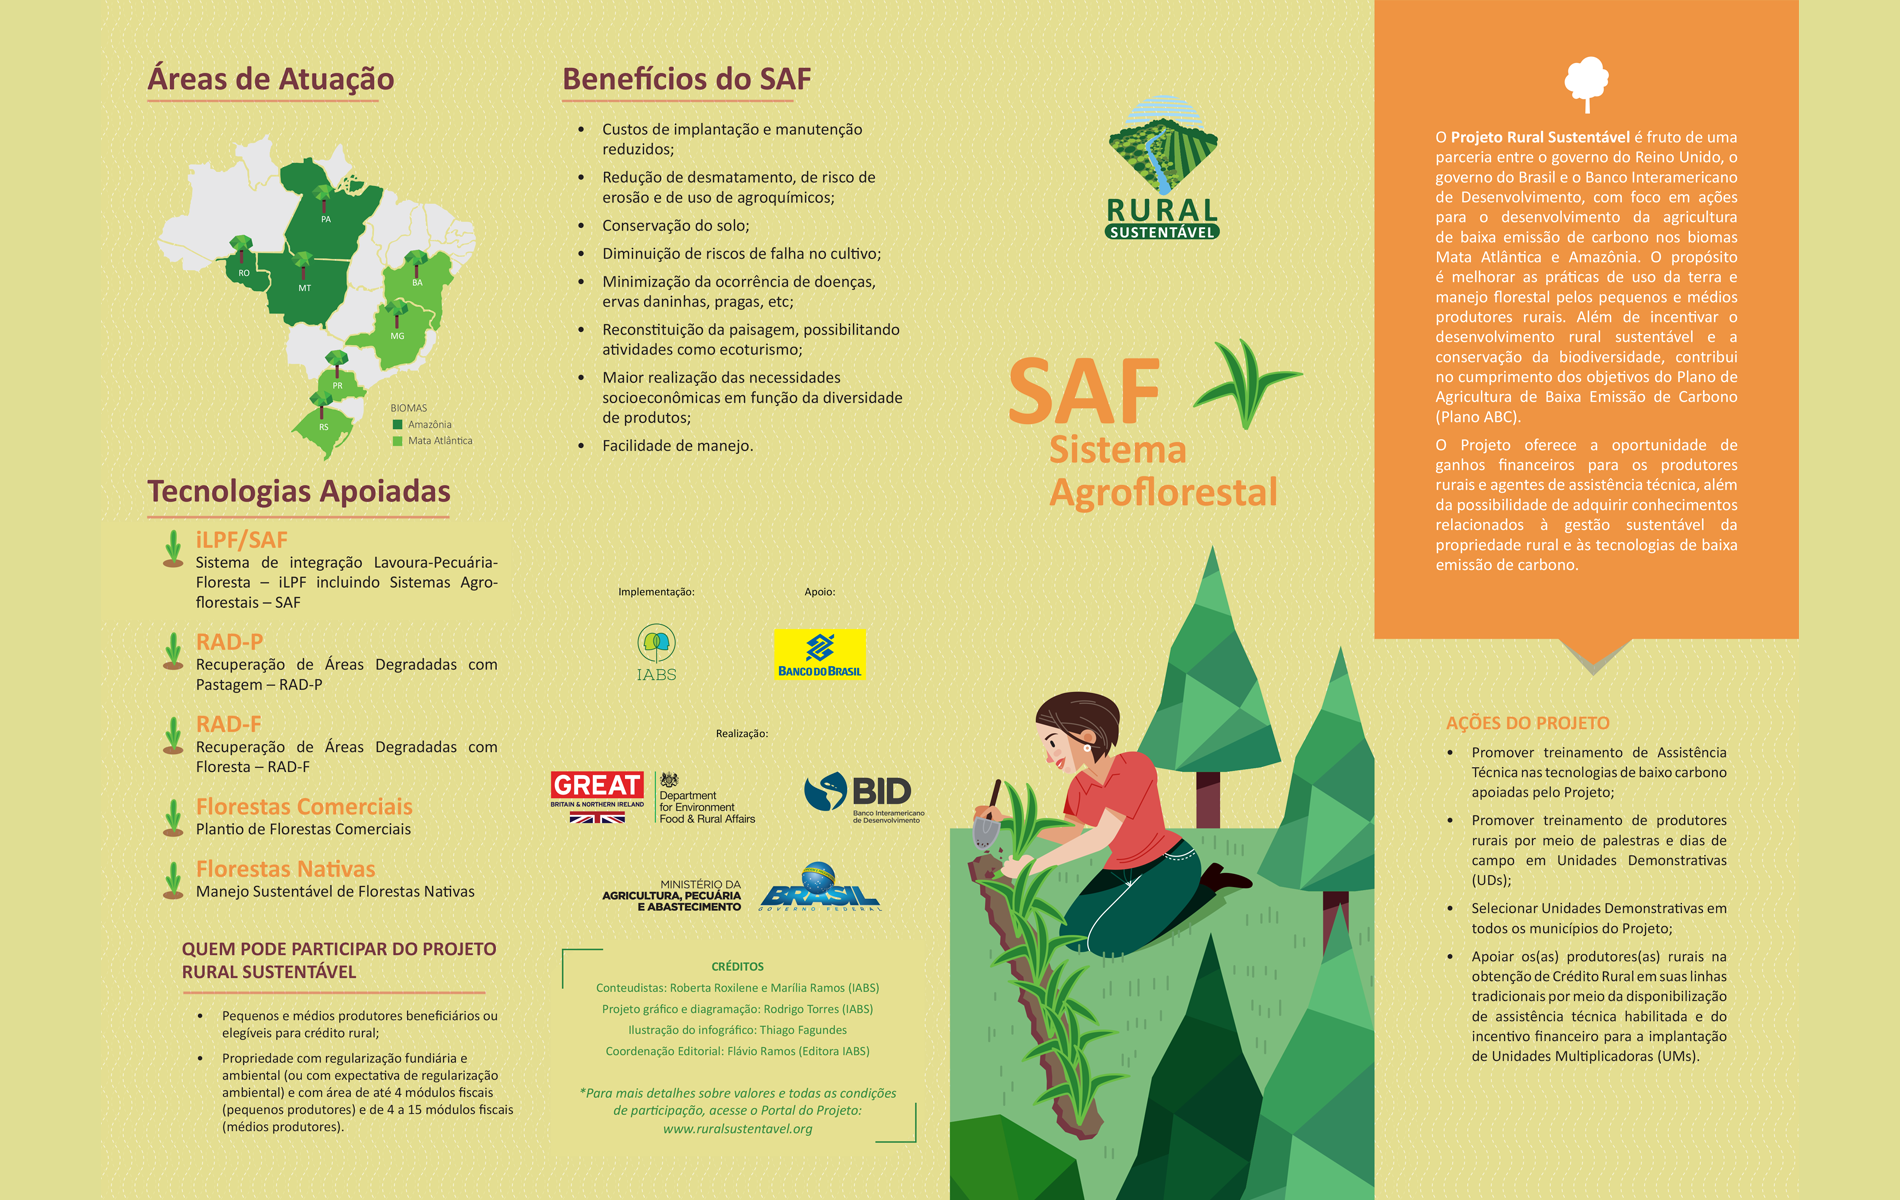 Áreas de Atuação
PA
RO
MT
BA
MG
PR
RS
BIOMAS
Amazônia
Mata Atlântica
Tecnologias Apoiadas
iLPF/SAF
Sistema de integração Lavoura-Pecuária-
Floresta – iLPF incluindo Sistemas Agro-
florestais – SAF
RAD-P
Recuperação de Áreas Degradadas com
Pastagem – RAD-P
RAD-F
Recuperação de Áreas Degradadas com
Floresta – RAD-F
Florestas Comerciais
Plantio de Florestas Comerciais
Florestas Nativas
Manejo Sustentável de Florestas Nativas
QUEM PODE PARTICIPAR DO PROJETO
RURAL SUSTENTÁVEL
• Pequenos e médios produtores beneficiários ou
elegíveis para crédito rural;
• Propriedade com regularização fundiária e
ambiental (ou com expectativa de regularização
ambiental) e com área de até 4 módulos fiscais
(pequenos produtores) e de 4 a 15 módulos fiscais
(médios produtores).
Benefícios do SAF
• Custos de implantação e manutenção
reduzidos;
• Redução de desmatamento, de risco de
erosão e de uso de agroquímicos;
• Conservação do solo;
• Diminuição de riscos de falha no cultivo;
• Minimização da ocorrência de doenças,
ervas daninhas, pragas, etc;
• Reconstituição da paisagem, possibilitando
atividades como ecoturismo;
• Maior realização das necessidades
socioeconômicas em função da diversidade
de produtos;
• Facilidade de manejo.
Implementação:
Apoio:
IABS
BANCO DO BRASIL
Realização:
GREAT
BRITAIN & NORTHERN IRELAND
Department
for Environment
Food & Rural Affairs
BID
Banco Interamericano
de Desenvolvimento
MINISTÉRIO DA
AGRICULTURA, PECUÁRIA
E ABASTECIMENTO
BRASIL
GOVERNO FEDERAL
CRÉDITOS
Conteudistas: Roberta Roxilene e Marília Ramos (IABS)
Projeto gráfico e diagramação: Rodrigo Torres (IABS)
Ilustração do infográfico: Thiago Fagundes
Coordenação Editorial: Flávio Ramos (Editora IABS)
*Para mais detalhes sobre valores e todas as condições
de participação, acesse o Portal do Projeto:
www.ruralsustentavel.org
RURAL
SUSTENTÁVEL
SAF
Sistema
Agroflorestal
O Projeto Rural Sustentável é fruto de uma
parceria entre o governo do Reino Unido, o
governo do Brasil e o Banco Interamericano
de Desenvolvimento, com foco em ações
para o desenvolvimento da agricultura
de baixa emissão de carbono nos biomas
Mata Atlântica e Amazônia. O propósito
é melhorar as práticas de uso da terra e
manejo florestal pelos pequenos e médios
produtores rurais. Além de incentivar o
desenvolvimento rural sustentável e a
conservação da biodiversidade, contribui
no cumprimento dos objetivos do Plano de
Agricultura de Baixa Emissão de Carbono
(Plano ABC).
O Projeto oferece a oportunidade de
ganhos financeiros para os produtores
rurais e agentes de assistência técnica, além
da possibilidade de adquirir conhecimentos
relacionados à gestão sustentável da
propriedade rural e às tecnologias de baixa
emissão de carbono.
AÇÕES DO PROJETO
• Promover treinamento de Assistência
Técnica nas tecnologias de baixo carbono
apoiadas pelo Projeto;
• Promover treinamento de produtores
rurais por meio de palestras e dias de
campo em Unidades Demonstrativas
(UDs);
• Selecionar Unidades Demonstrativas em
todos os municípios do Projeto;
• Apoiar os(as) produtores(as) rurais na
obtenção de Crédito Rural em suas linhas
tradicionais por meio da disponibilização
de assistência técnica habilitada e do
incentivo financeiro para a implantação
de Unidades Multiplicadoras (UMs).